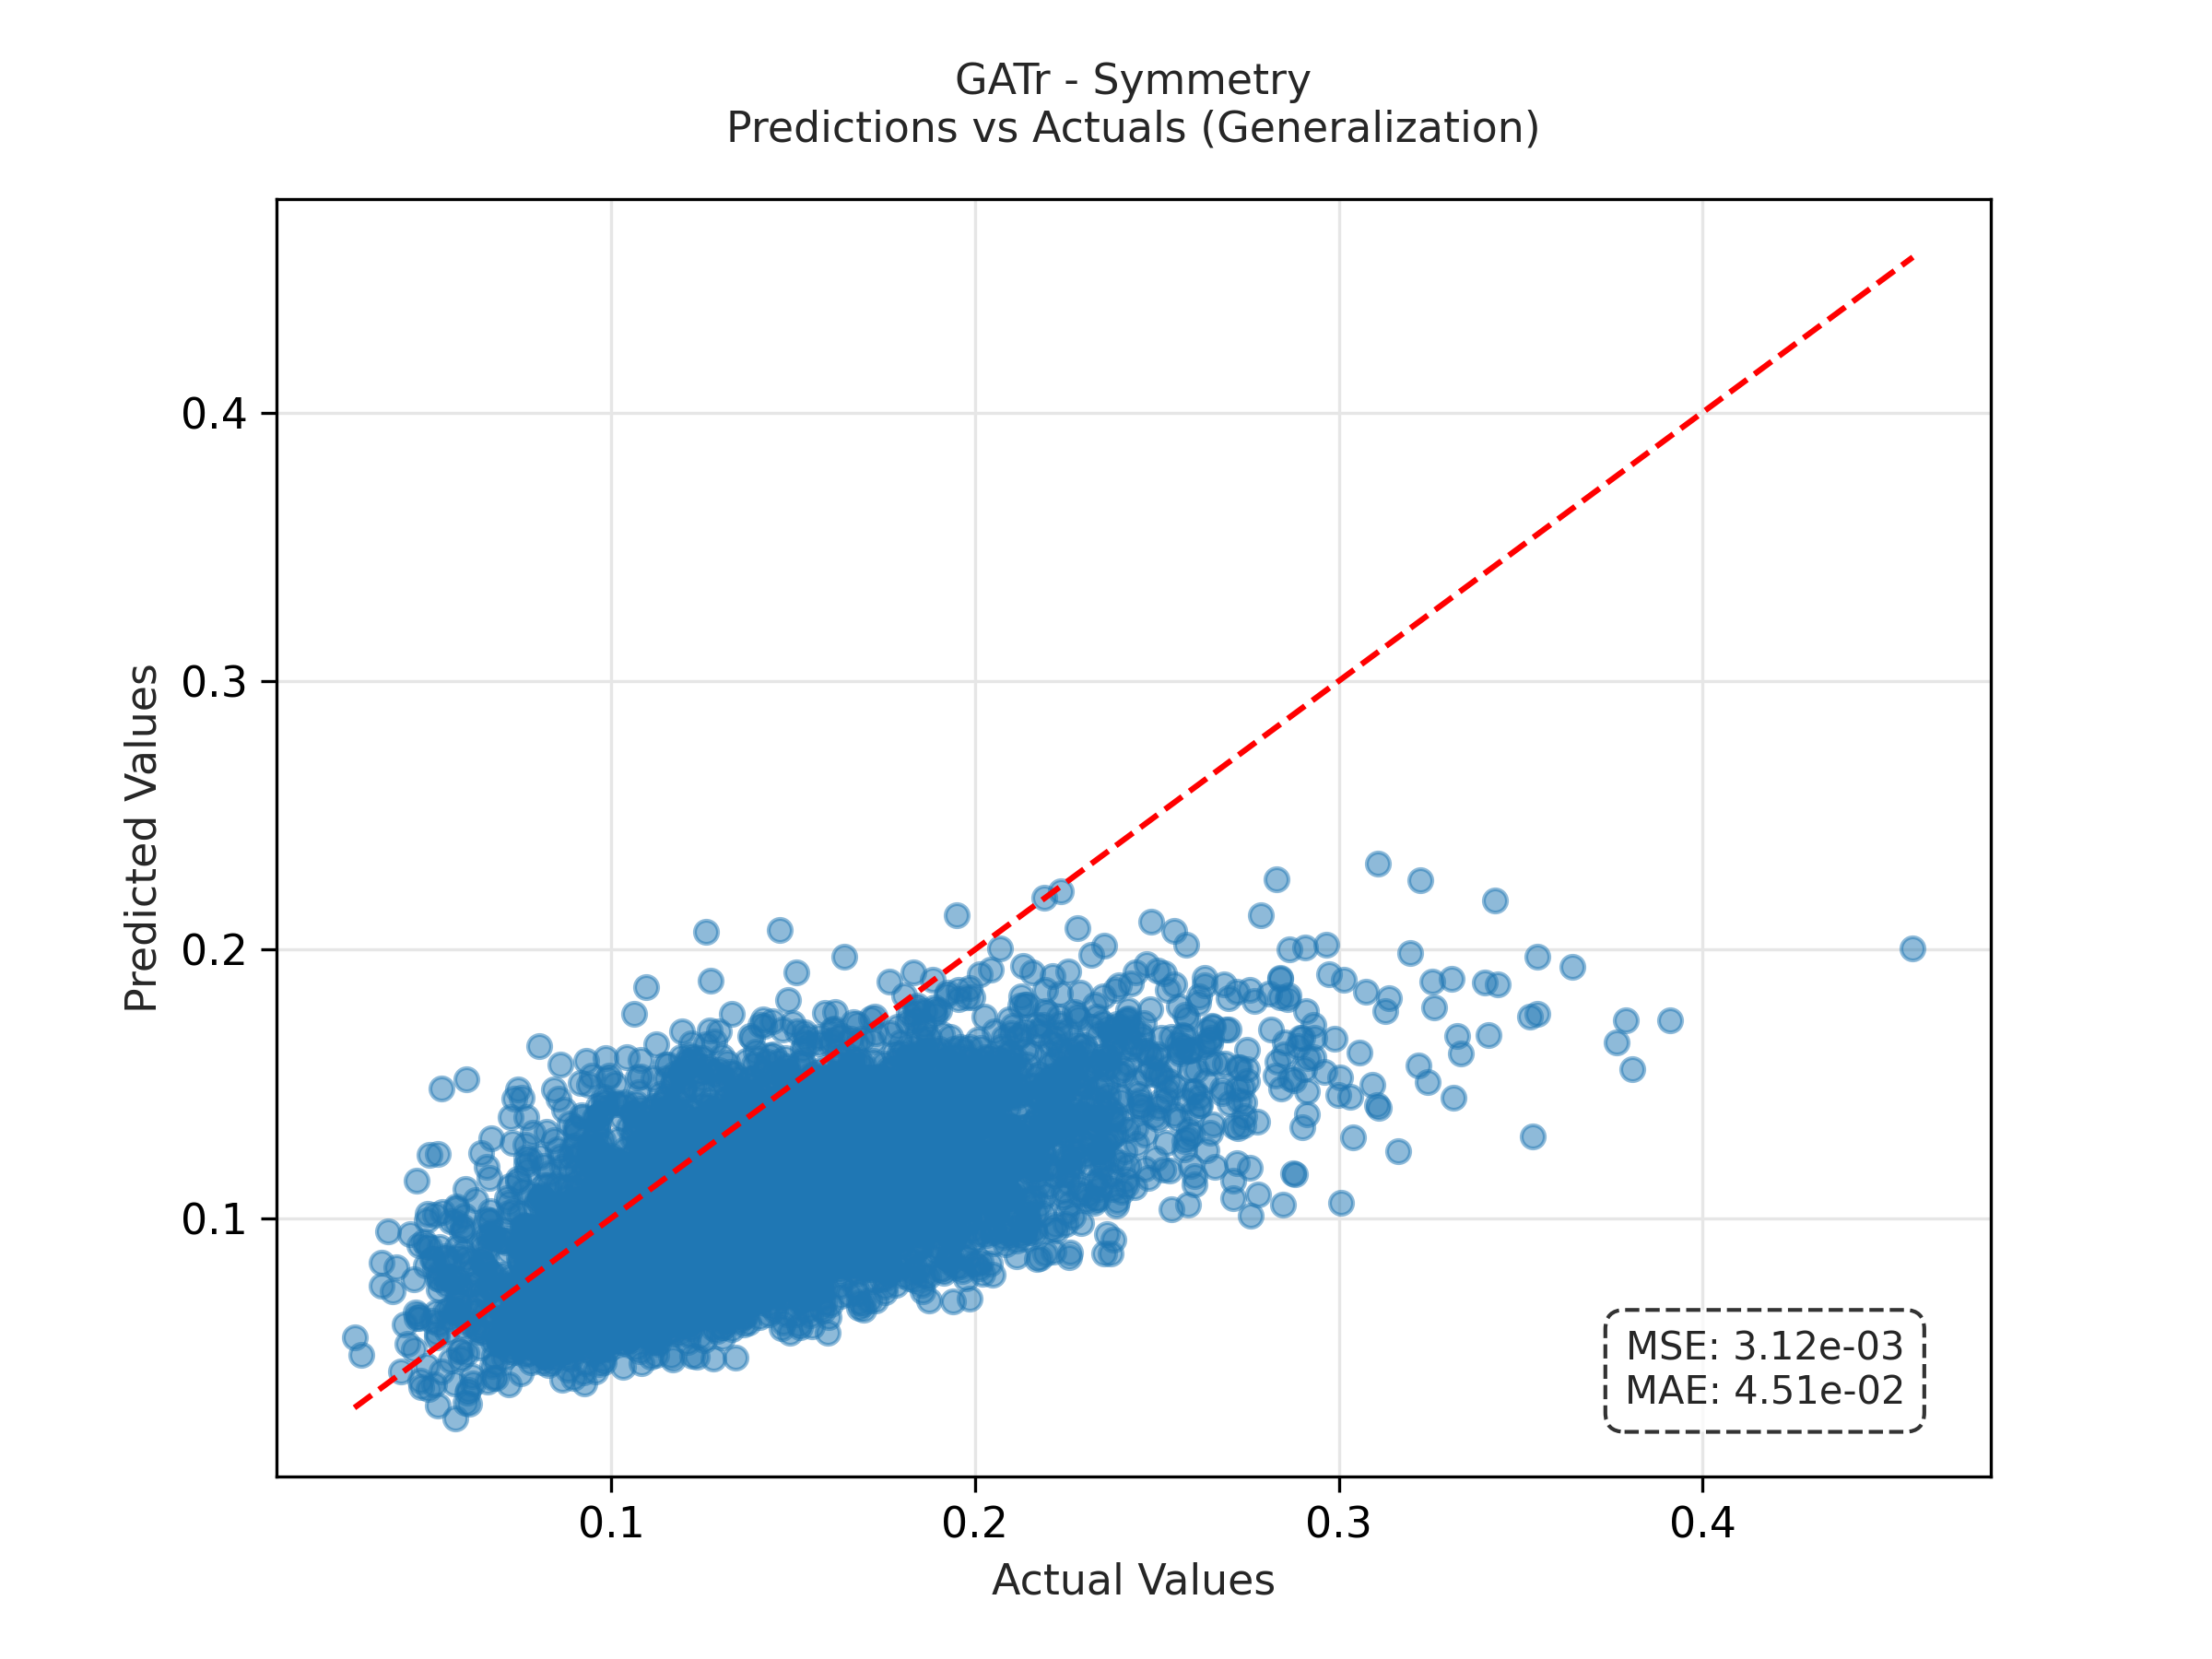 GATr - Symmetry
Predictions vs Actuals (Generalization)
Predicted Values
0.4
0.3
0.2
0.1
MSE: 3.12e-03
MAE: 4.51e-02
0.1
0.2
0.3
0.4
Actual Values